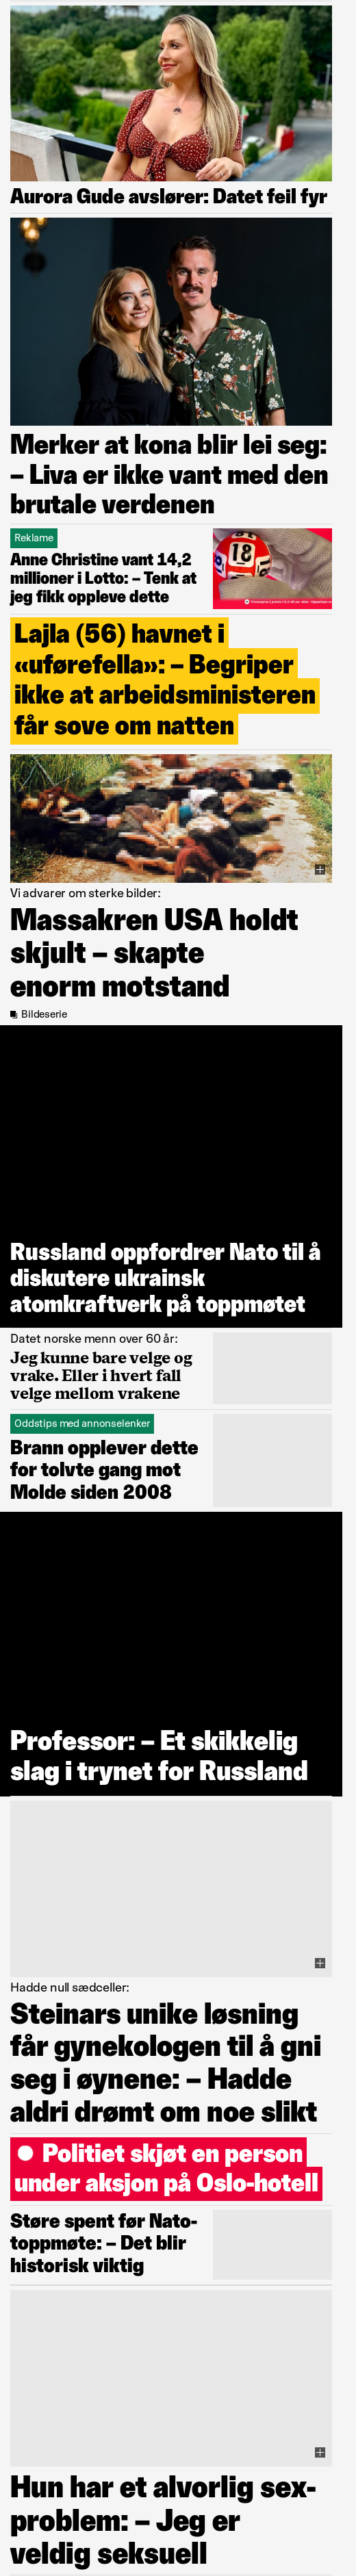 Aurora Gude avslører: Datet feil fyr
Merker at kona blir lei seg:
– Liva er ikke vant med den
brutale verdenen
Reklame
Anne Christine vant 14,2
millioner i Lotto: – Tenk at
jeg fikk oppleve dette
18
Lajla (56) havnet i
«uførefella»: – Begriper
ikke at arbeidsministeren
får sove om natten
Vi advarer om sterke bilder:
Massakren USA holdt
skjult – skapte
enorm motstand
Bildeserie
Russland oppfordrer Nato til å
diskutere ukrainsk
atomkraftverk på toppmøtet
Datet norske menn over 60 år:
Jeg kunne bare velge og
vrake. Eller i hvert fall
velge mellom vrakene
Oddstips med annonselenker
Brann opplever dette
for tolvte gang mot
Molde siden 2008
Professor: – Et skikkelig
slag i trynet for Russland
Hadde null sædceller:
Steinars unike løsning
får gynekologen til å gni
seg i øynene: – Hadde
aldri drømt om noe slikt
Politiet skjøt en person
under aksjon på Oslo-hotell
Støre spent før Nato-
toppmøte: – Det blir
historisk viktig
Hun har et alvorlig sex-
problem: – Jeg er
veldig seksuell